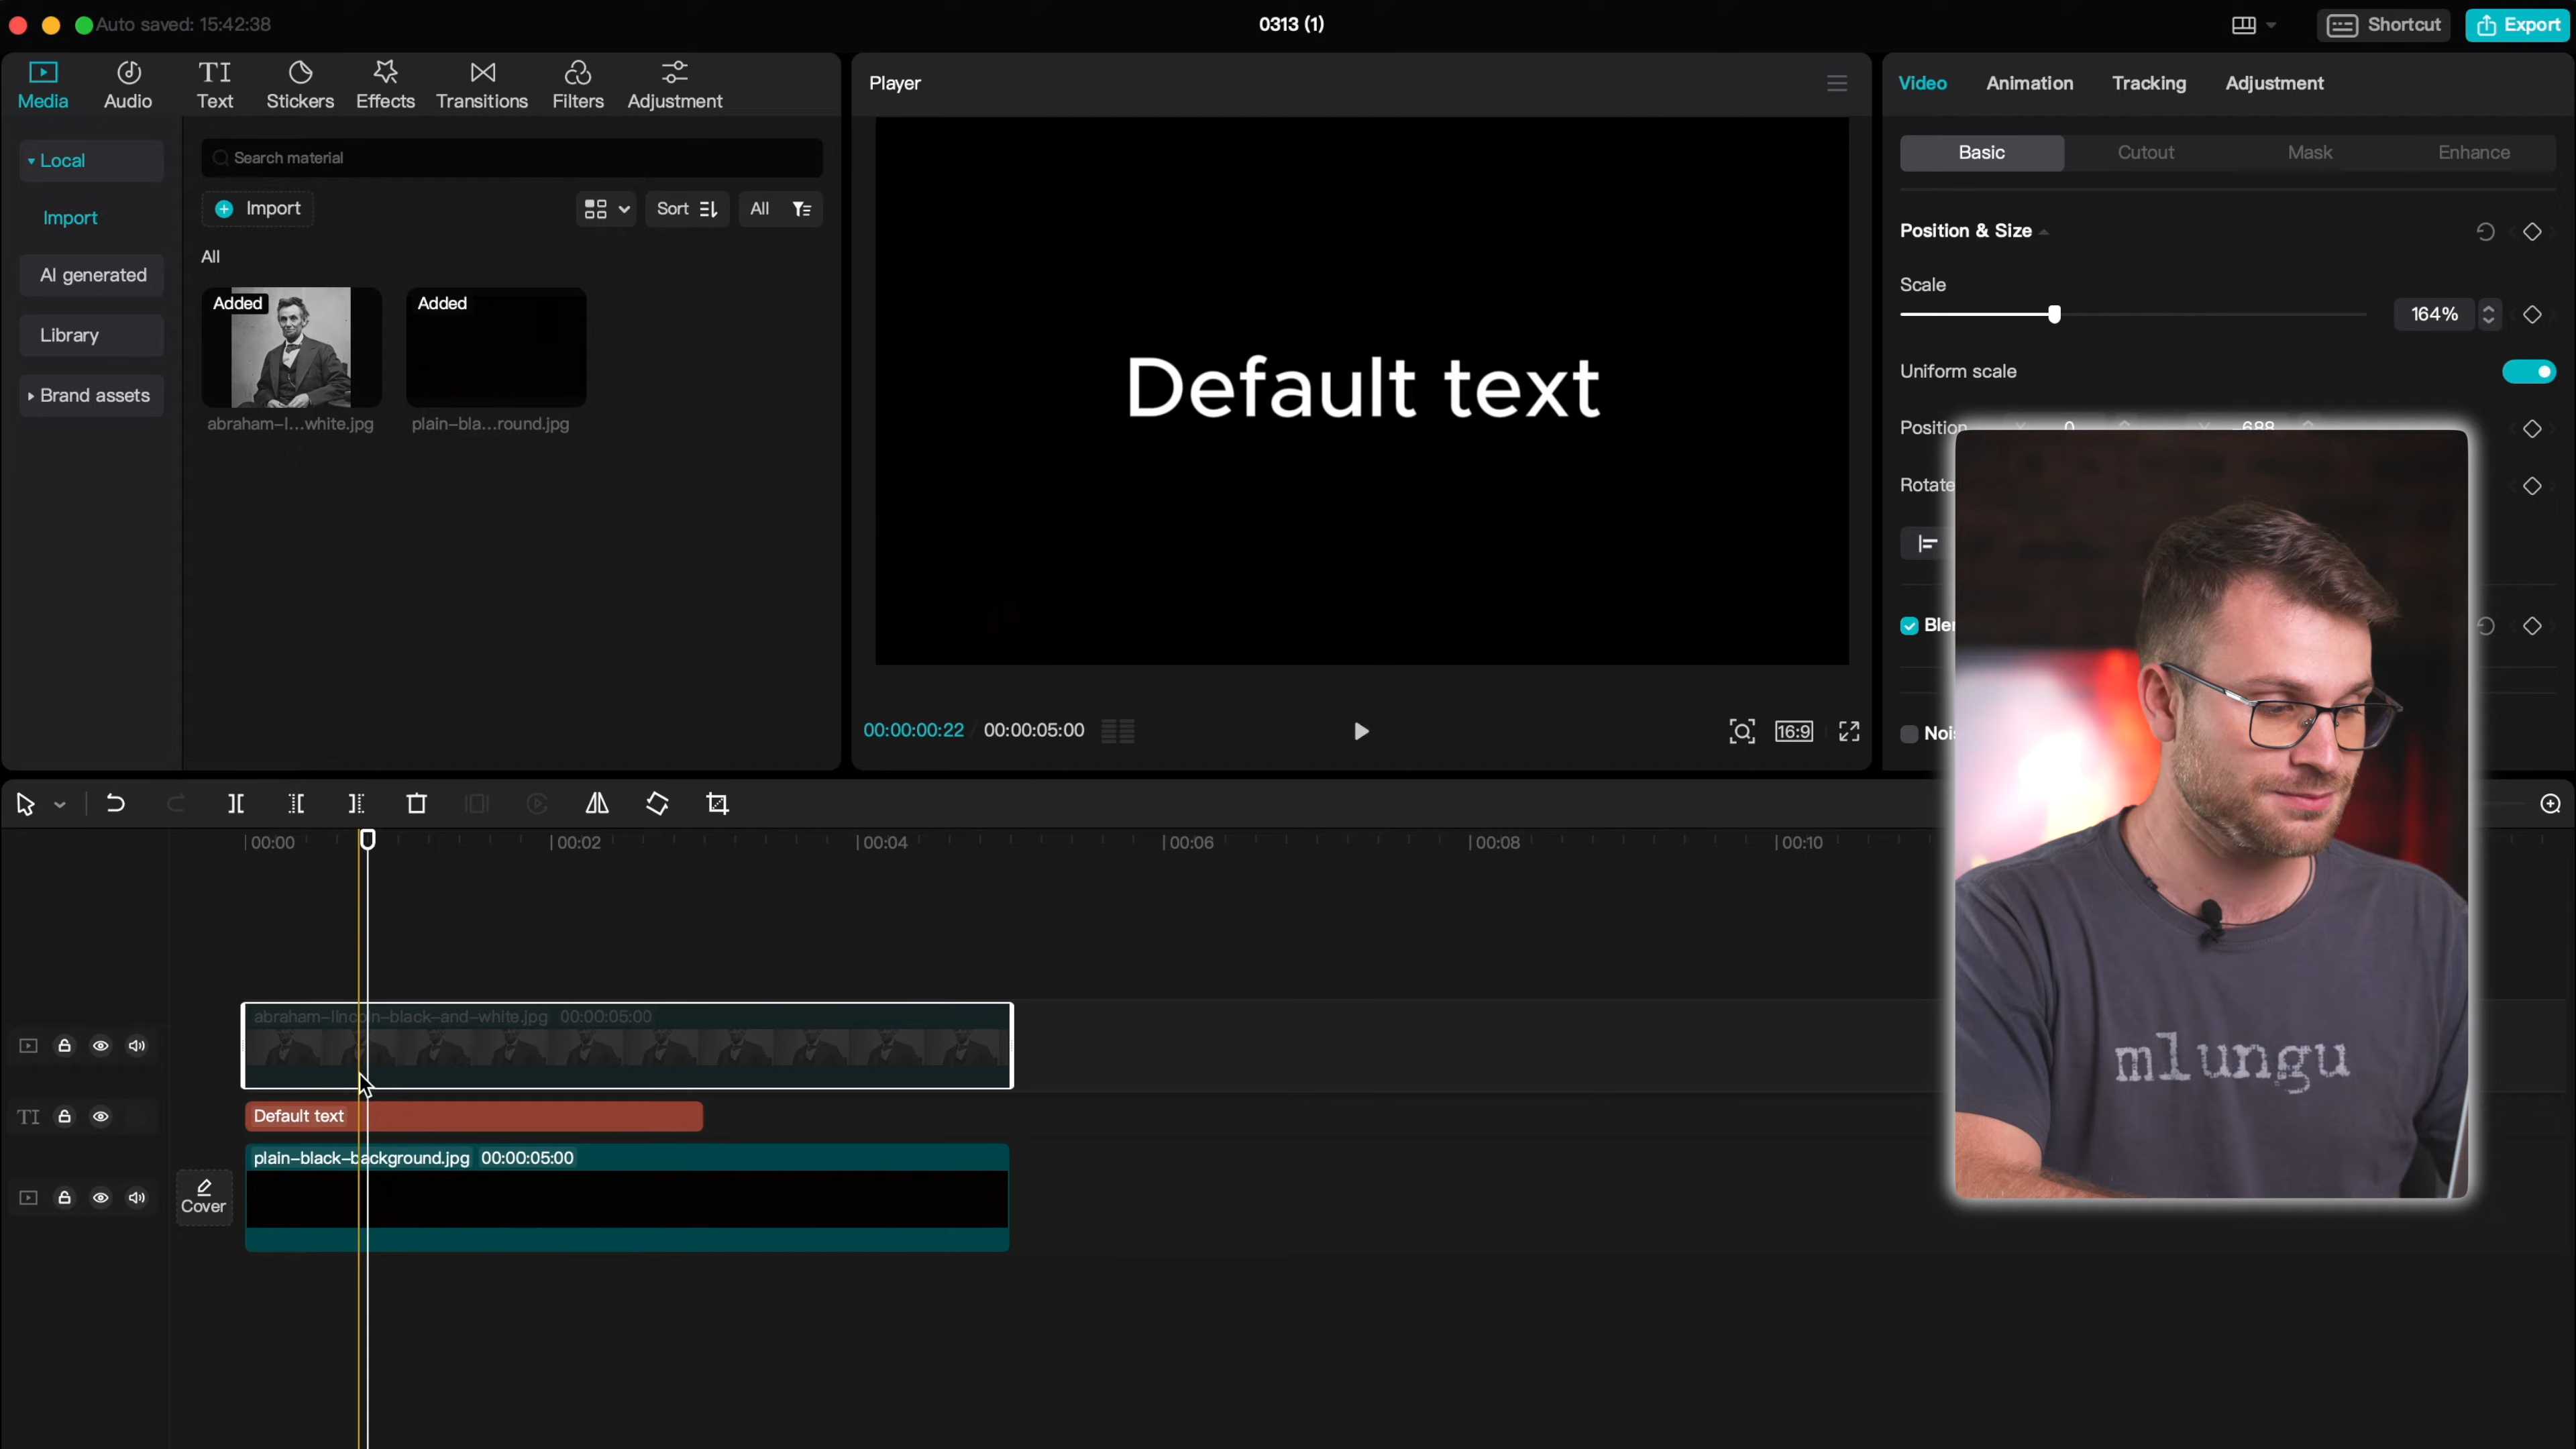 Auto saved: 15:42:38
0313 (1)
Shortcut
Export
Media
Audio
Text
Stickers
Effects
Transitions
Filters
Adjustment
Player
Video
Animation
Tracking
Adjustment
Local
Import
AI generated
Library
Brand assets
Search material
Import
Sort
All
All
Added
Added
abraham-l...white.jpg
plain-bla...round.jpg
Default text
00:00:00:22 / 00:00:05:00
16:9
Basic
Cutout
Mask
Enhance
Position & Size
Scale
164%
Uniform scale
Position
Rotate
mlungu
00:00
00:02
00:04
00:06
00:08
00:10
abraham-lincoln-black-and-white.jpg 00:00:05:00
TI
Default text
plain-black-background.jpg 00:00:05:00
Cover